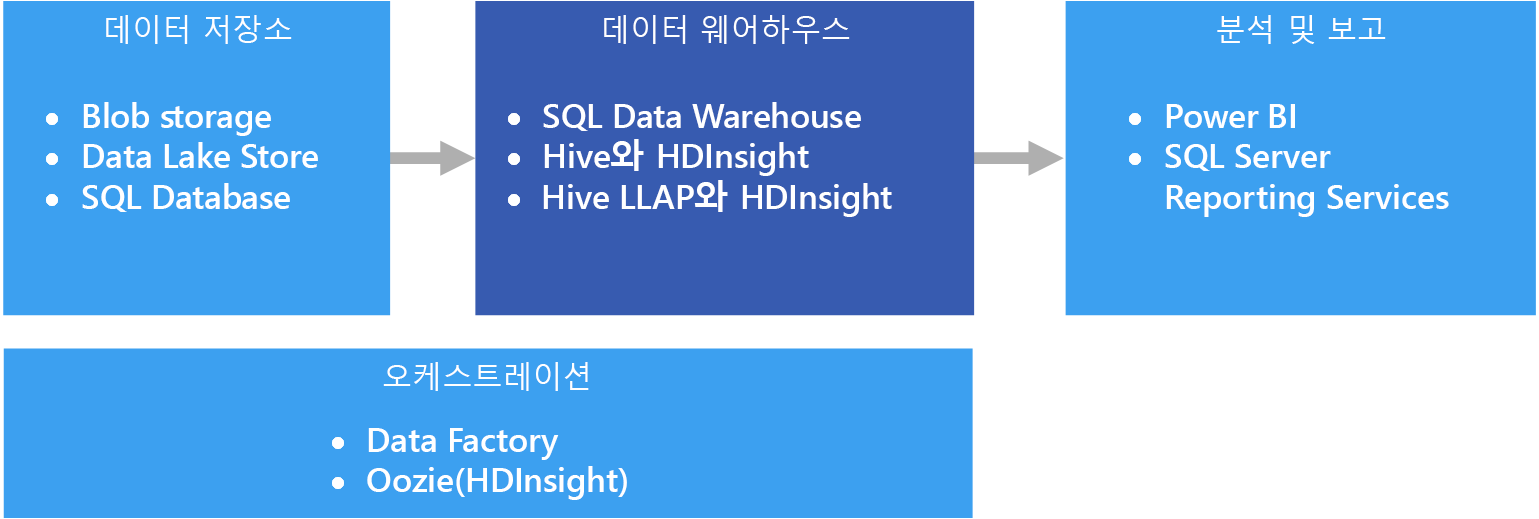 데이터 저장소
• Blob storage
• Data Lake Store
• SQL Database
데이터 웨어하우스
• SQL Data Warehouse
• Hive와 HDInsight
• Hive LLAP와 HDInsight
분석 및 보고
• Power BI
• SQL Server
Reporting Services
오케스트레이션
• Data Factory
• Oozie(HDInsight)